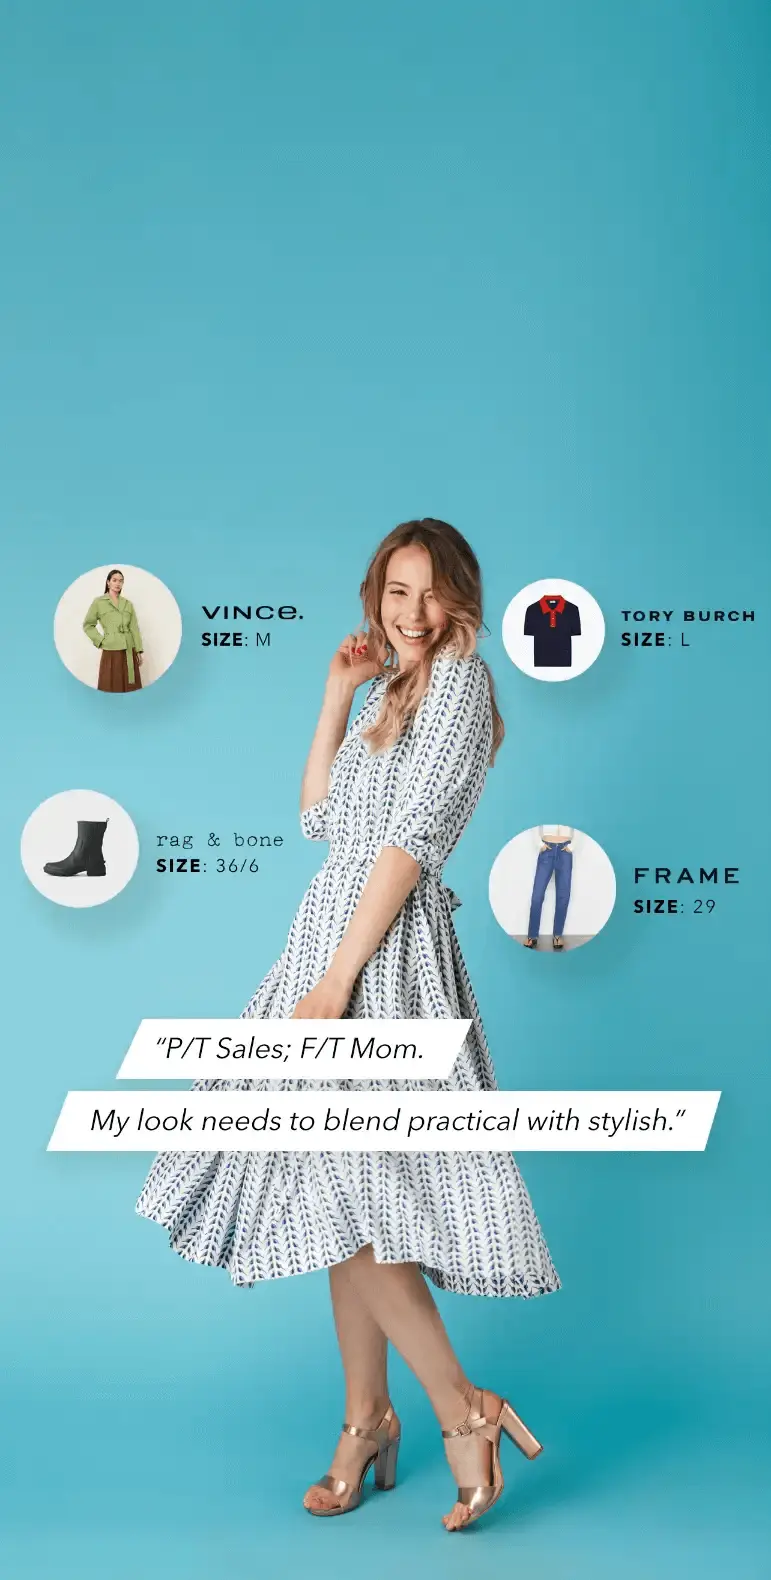 VINCE.
SIZE: M
TORY BURCH
SIZE: L
rag & bone
SIZE: 36/6
FRAME
SIZE: 29
“P/T Sales; F/T Mom.
My look needs to blend practical with stylish.”